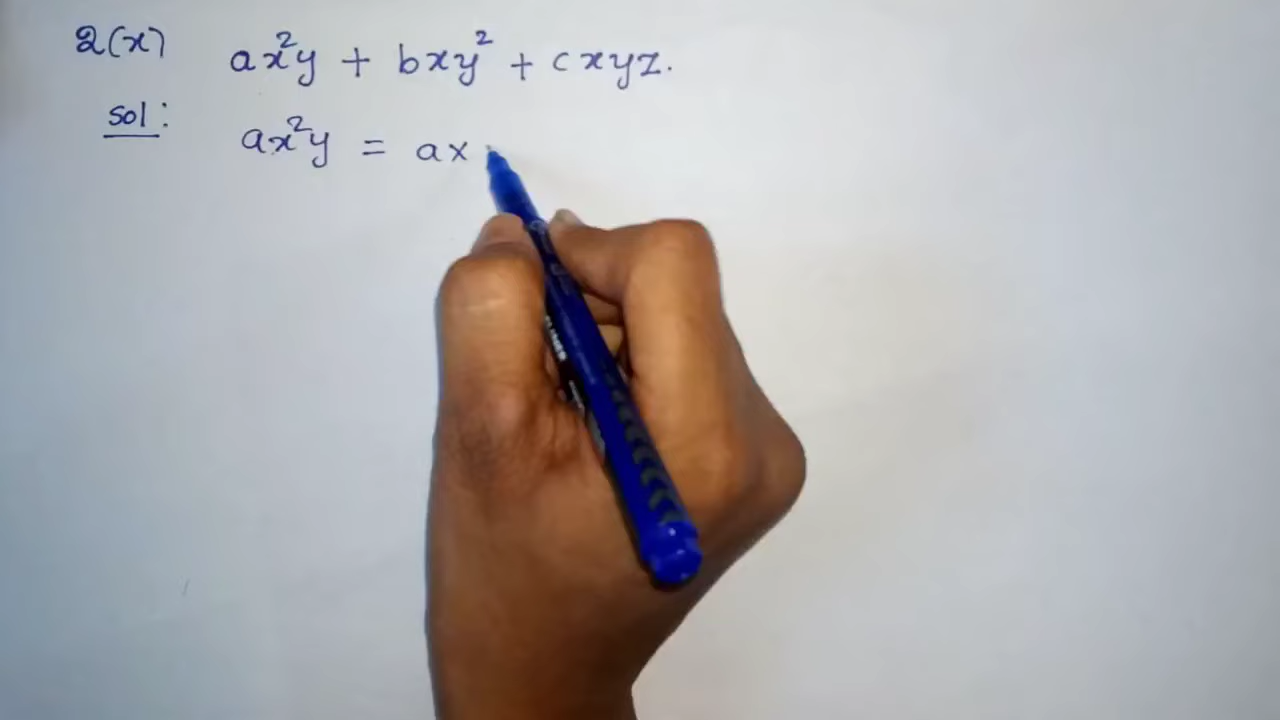 2(x) ax²y + bxy² + cxyz.
sol: ax²y = ax